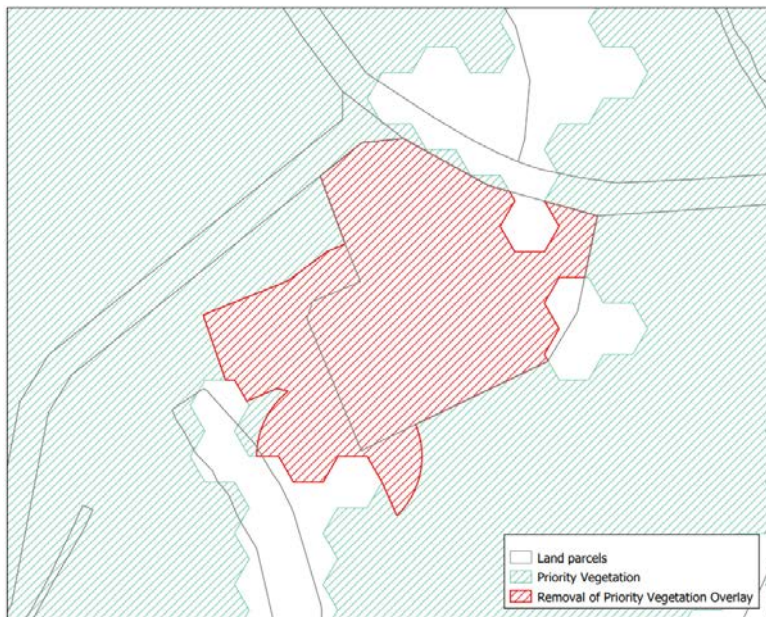 Land parcels
Priority Vegetation
Removal of Priority Vegetation Overlay